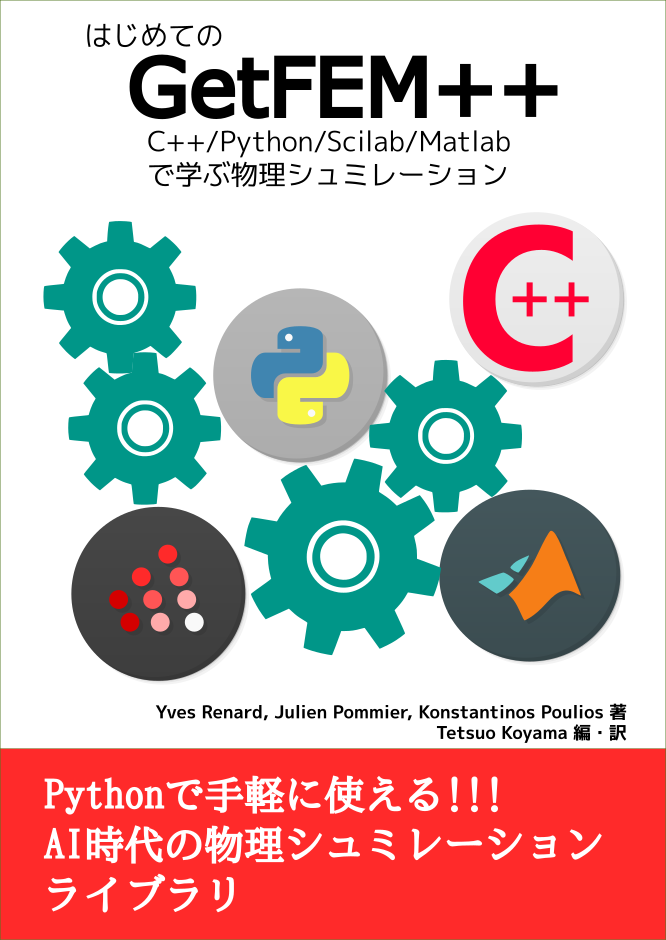 はじめての
GetFEM++
C++/Python/Scilab/Matlab
で学ぶ物理シュミレーション
C++
Yves Renard, Julien Pommier, Konstantinos Poulios 著
Tetsuo Koyama 編・訳
Pythonで手軽に使える!!!
AI時代の物理シュミレーション
ライブラリ